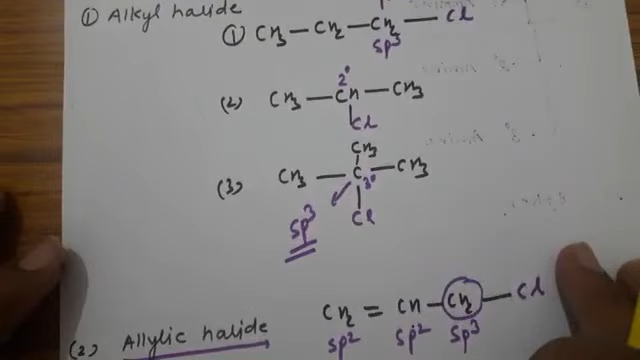 ① Alkyl halide
① CH3 — CH2 — CH2 — Cl
sp3
2°
(2) CH3 — CH — CH3
Cl
CH3
(3) CH3 — C — CH3
3°
sp3
Cl
(2) Allylic halide CH2 = CH — CH2 — Cl
sp2 sp2 sp3